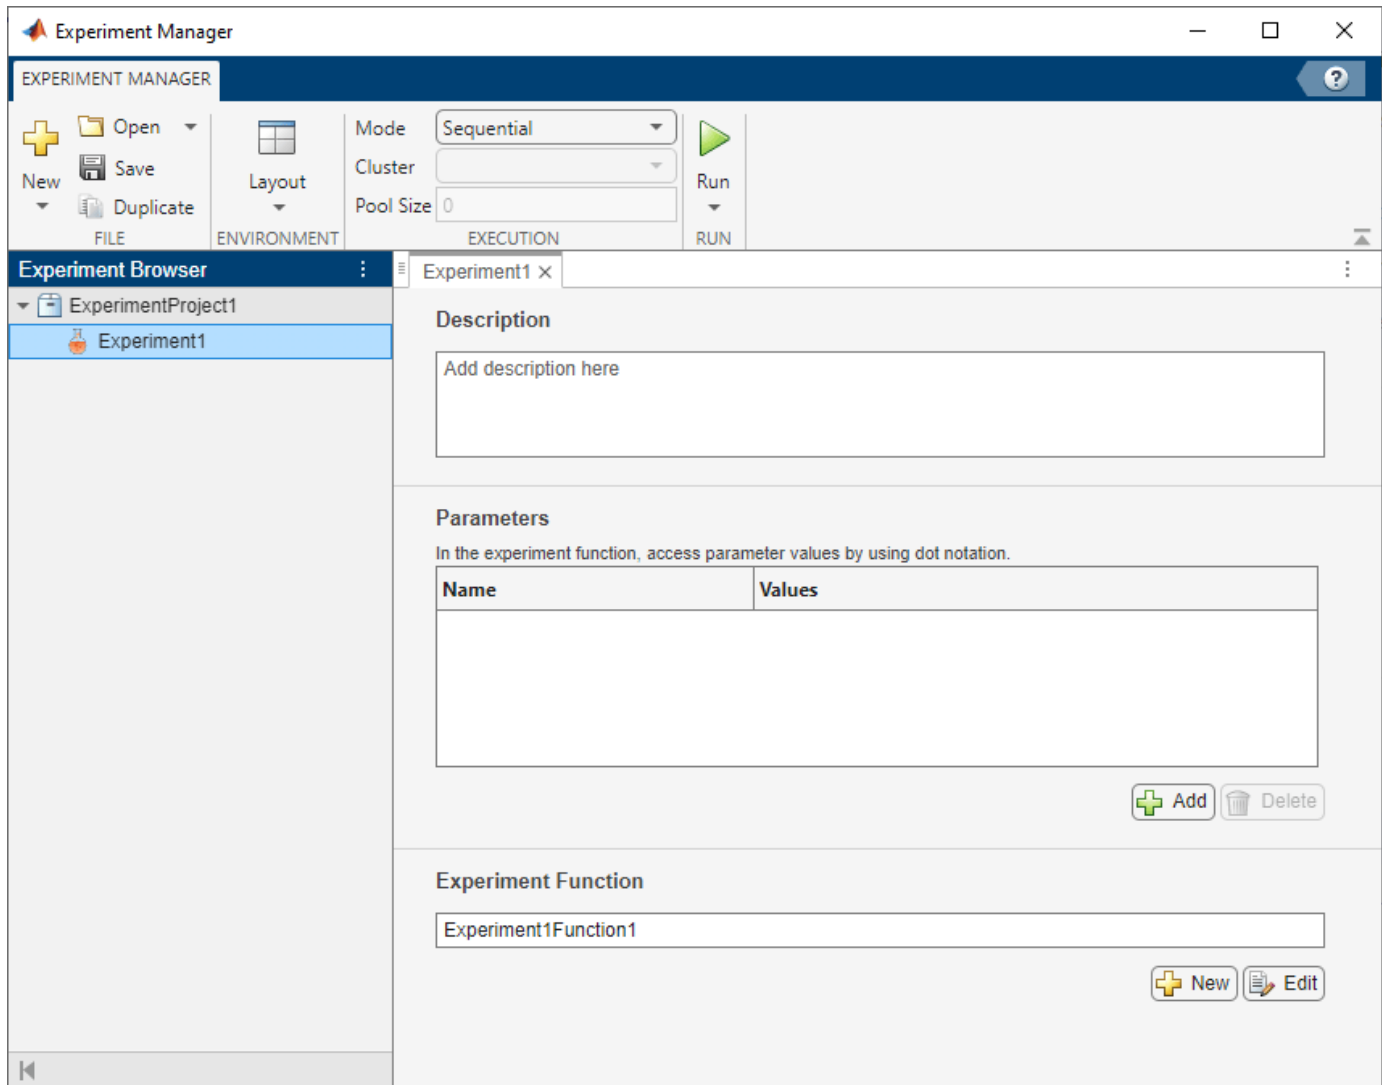 Experiment Manager
EXPERIMENT MANAGER
?
New
Open
Save
Duplicate
FILE
Layout
ENVIRONMENT
Mode Sequential
Cluster
Pool Size 0
EXECUTION
Run
RUN
Experiment Browser
ExperimentProject1
Experiment1
Experiment1
Description
Add description here
Parameters
In the experiment function, access parameter values by using dot notation.
Name Values
Add Delete
Experiment Function
Experiment1Function1
New Edit